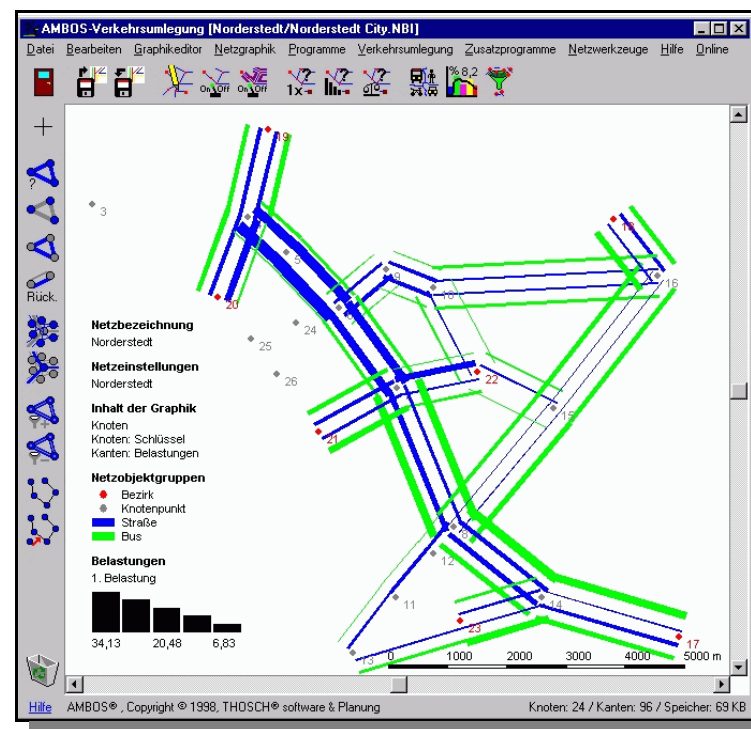 AMBOS-Verkehrsumlegung [Norderstedt/Norderstedt City.NBI]
Datei Bearbeiten Graphikeditor Netzgraphik Programme Verkehrsumlegung Zusatzprogramme Netzwerkzeuge Hilfe Online
On Off On Off ? 1x ? ? % 8,2
?
Rück.
19
3
18
5
9
16
10
20
24
25
26
22
15
21
8
12
11
14
23
17
13
Netzbezeichnung
Norderstedt
Netzeinstellungen
Norderstedt
Inhalt der Graphik
Knoten
Knoten: Schlüssel
Kanten: Belastungen
Netzobjektgruppen
Bezirk
Knotenpunkt
Straße
Bus
Belastungen
1. Belastung
34,13 20,48 6,83
0 1000 2000 3000 4000 5000 m
Hilfe AMBOS® , Copyright © 1998, THOSCH® software & Planung Knoten: 24 / Kanten: 96 / Speicher: 69 KB